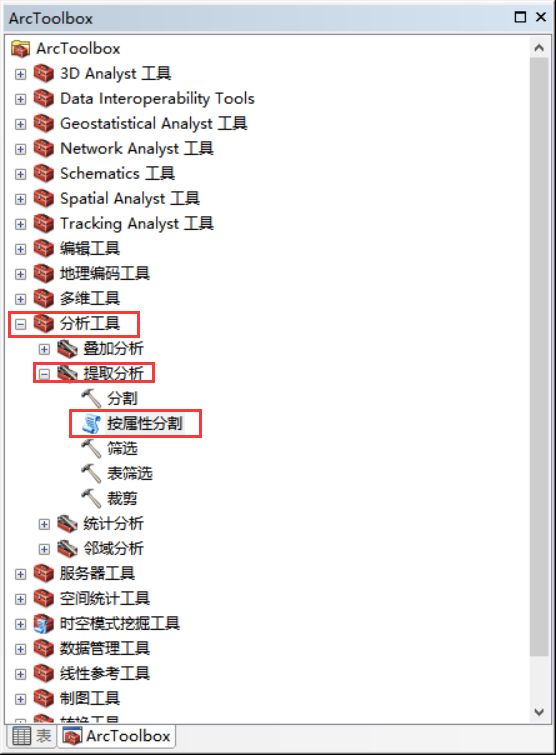 ArcToolbox
ArcToolbox
3D Analyst 工具
Data Interoperability Tools
Geostatistical Analyst 工具
Network Analyst 工具
Schematics 工具
Spatial Analyst 工具
Tracking Analyst 工具
编辑工具
地理编码工具
多维工具
分析工具
叠加分析
提取分析
分割
按属性分割
筛选
表筛选
裁剪
统计分析
邻域分析
服务器工具
空间统计工具
时空模式挖掘工具
数据管理工具
线性参考工具
制图工具
转换工具
表 ArcToolbox